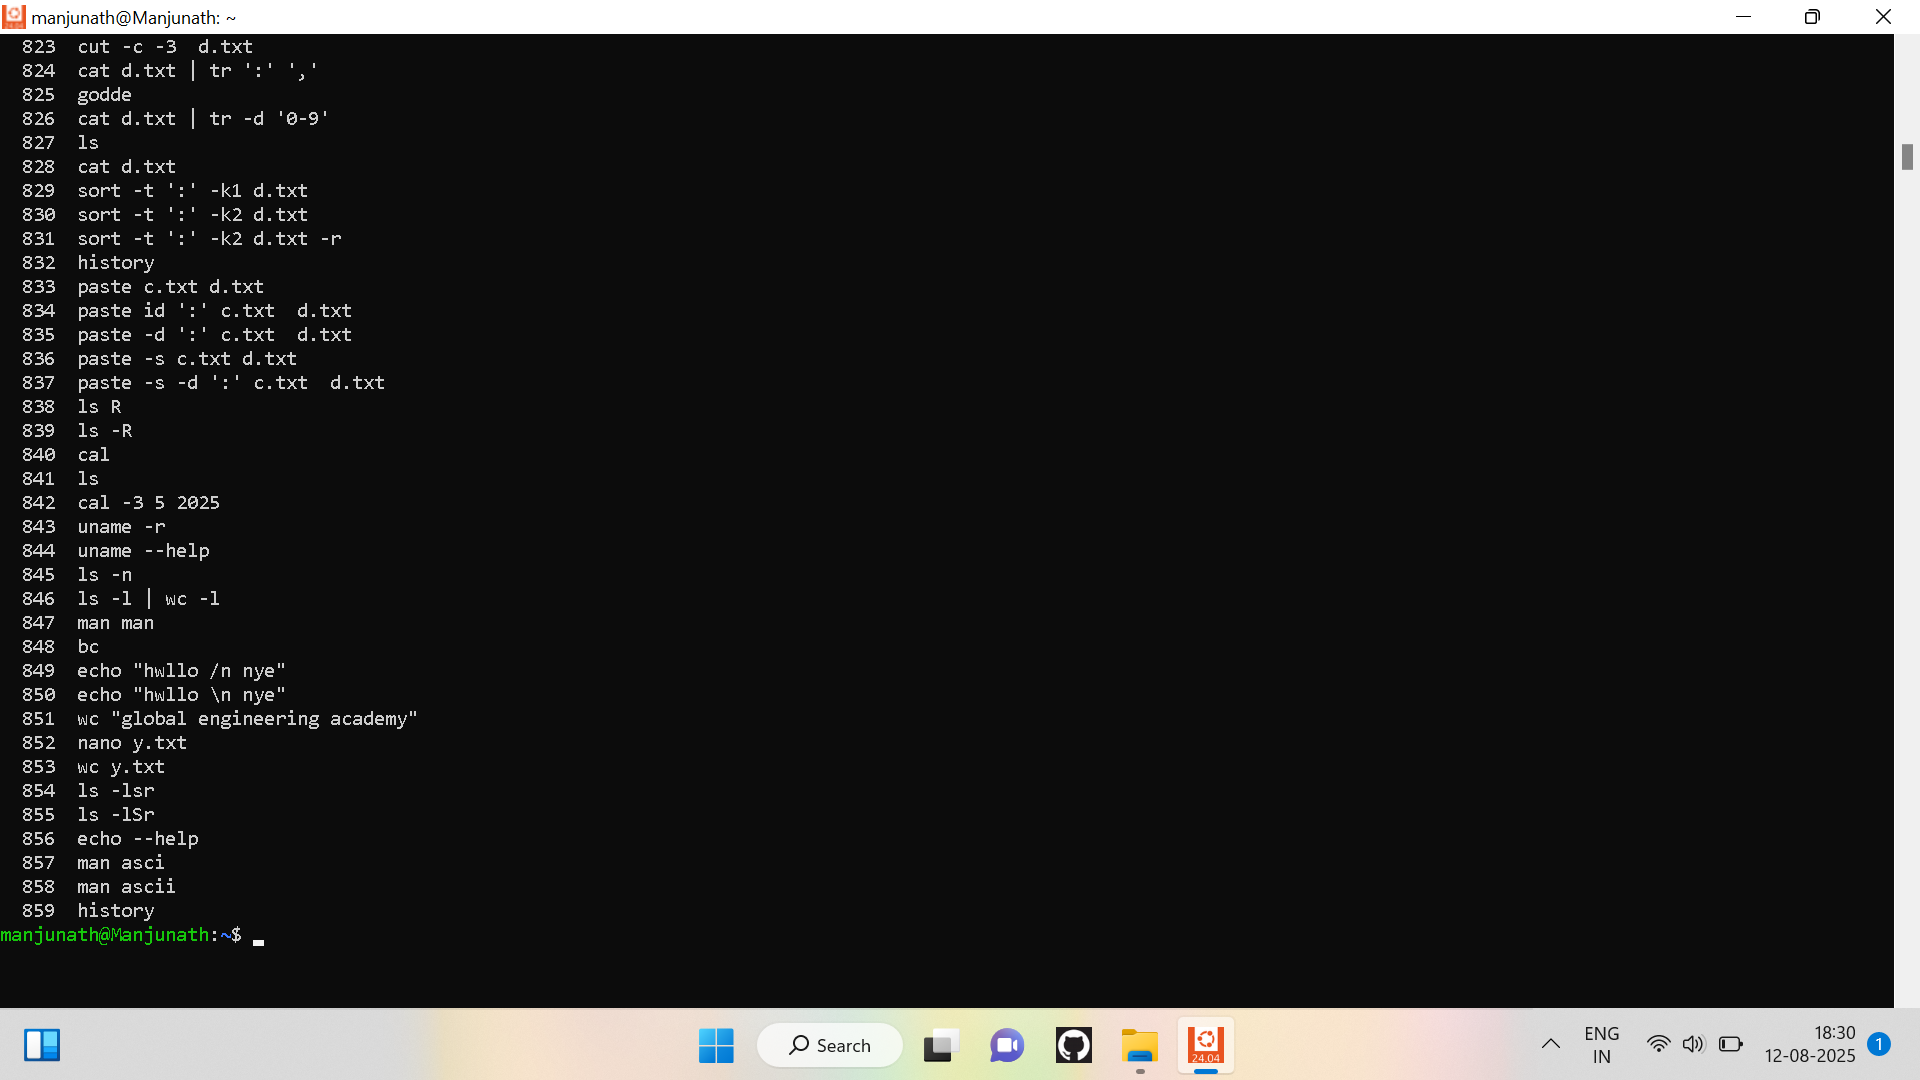 manjunath@Manjunath: ~
823 cut -c -3  d.txt
824 cat d.txt | tr ':' ','
825 godde
826 cat d.txt | tr -d '0-9'
827 ls
828 cat d.txt
829 sort -t ':' -k1 d.txt
830 sort -t ':' -k2 d.txt
831 sort -t ':' -k2 d.txt -r
832 history
833 paste c.txt d.txt
834 paste id ':' c.txt  d.txt
835 paste -d ':' c.txt  d.txt
836 paste -s c.txt d.txt
837 paste -s -d ':' c.txt  d.txt
838 ls R
839 ls -R
840 cal
841 ls
842 cal -3 5 2025
843 uname -r
844 uname --help
845 ls -n
846 ls -l | wc -l
847 man man
848 bc
849 echo "hwllo /n nye"
850 echo "hwllo \n nye"
851 wc "global engineering academy"
852 nano y.txt
853 wc y.txt
854 ls -lsr
855 ls -lSr
856 echo --help
857 man asci
858 man ascii
859 history
manjunath@Manjunath:~$
Search
24.04
ENG
IN
18:30
12-08-2025
1